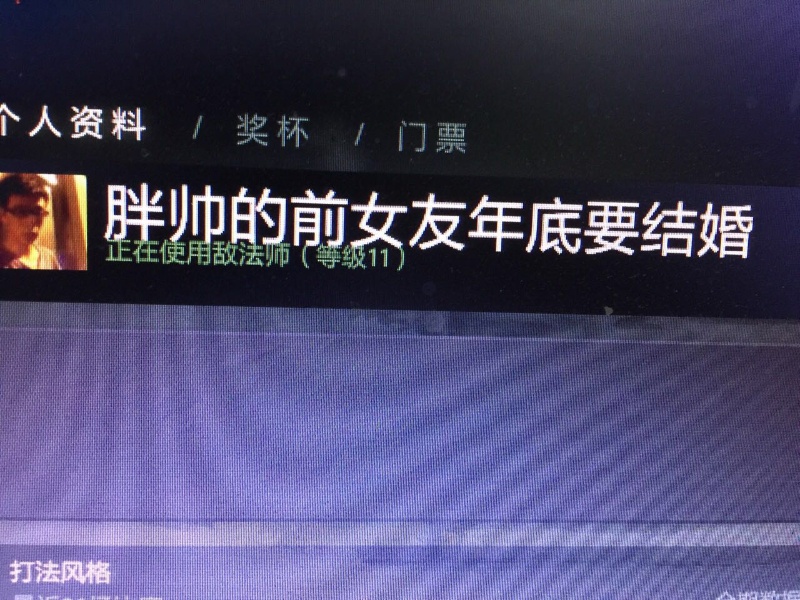 个人资料 / 奖杯 / 门票
胖帅的前女友年底要结婚
正在使用敌法师（等级11）
打法风格